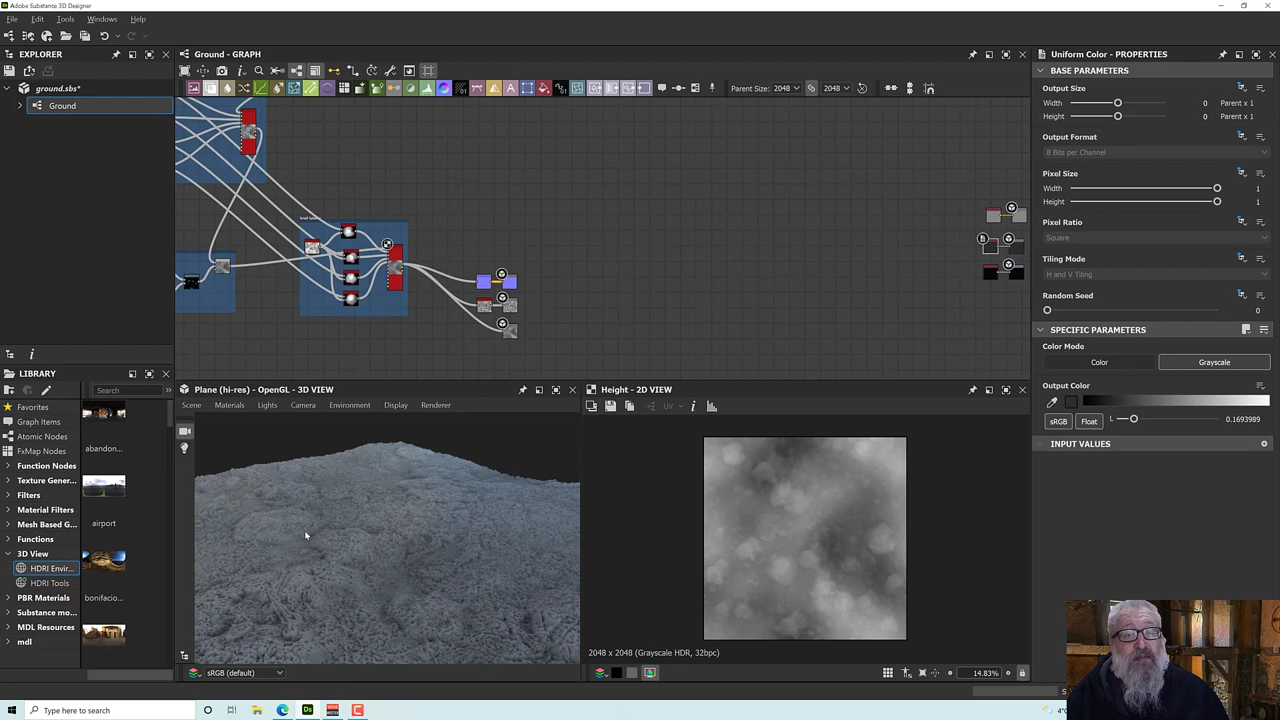 Adobe Substance 3D Designer
File Edit Tools Windows Help
EXPLORER
ground.sbs*
Ground
LIBRARY
Search
Favorites
Graph Items
Atomic Nodes
FxMap Nodes
Function Nodes
Texture Gener...
Filters
Material Filters
Mesh Based G...
Functions
3D View
HDRI Envir...
HDRI Tools
PBR Materials
Substance mo...
MDL Resources
mdl
abandon...
airport
bonifacio...
Ground - GRAPH
Parent Size: 2048 2048
Plane (hi-res) - OpenGL - 3D VIEW
Scene Materials Lights Camera Environment Display Renderer
sRGB (default)
Height - 2D VIEW
UV
2048 x 2048 (Grayscale HDR, 32bpc)
14.83%
Uniform Color - PROPERTIES
BASE PARAMETERS
Output Size
Width 0 Parent x 1
Height 0 Parent x 1
Output Format
8 Bits per Channel
Pixel Size
Width 1
Height 1
Pixel Ratio
Square
Tiling Mode
H and V Tiling
Random Seed
0
SPECIFIC PARAMETERS
Color Mode
Color Grayscale
Output Color
sRGB Float L 0.1693989
INPUT VALUES
Type here to search
Ds